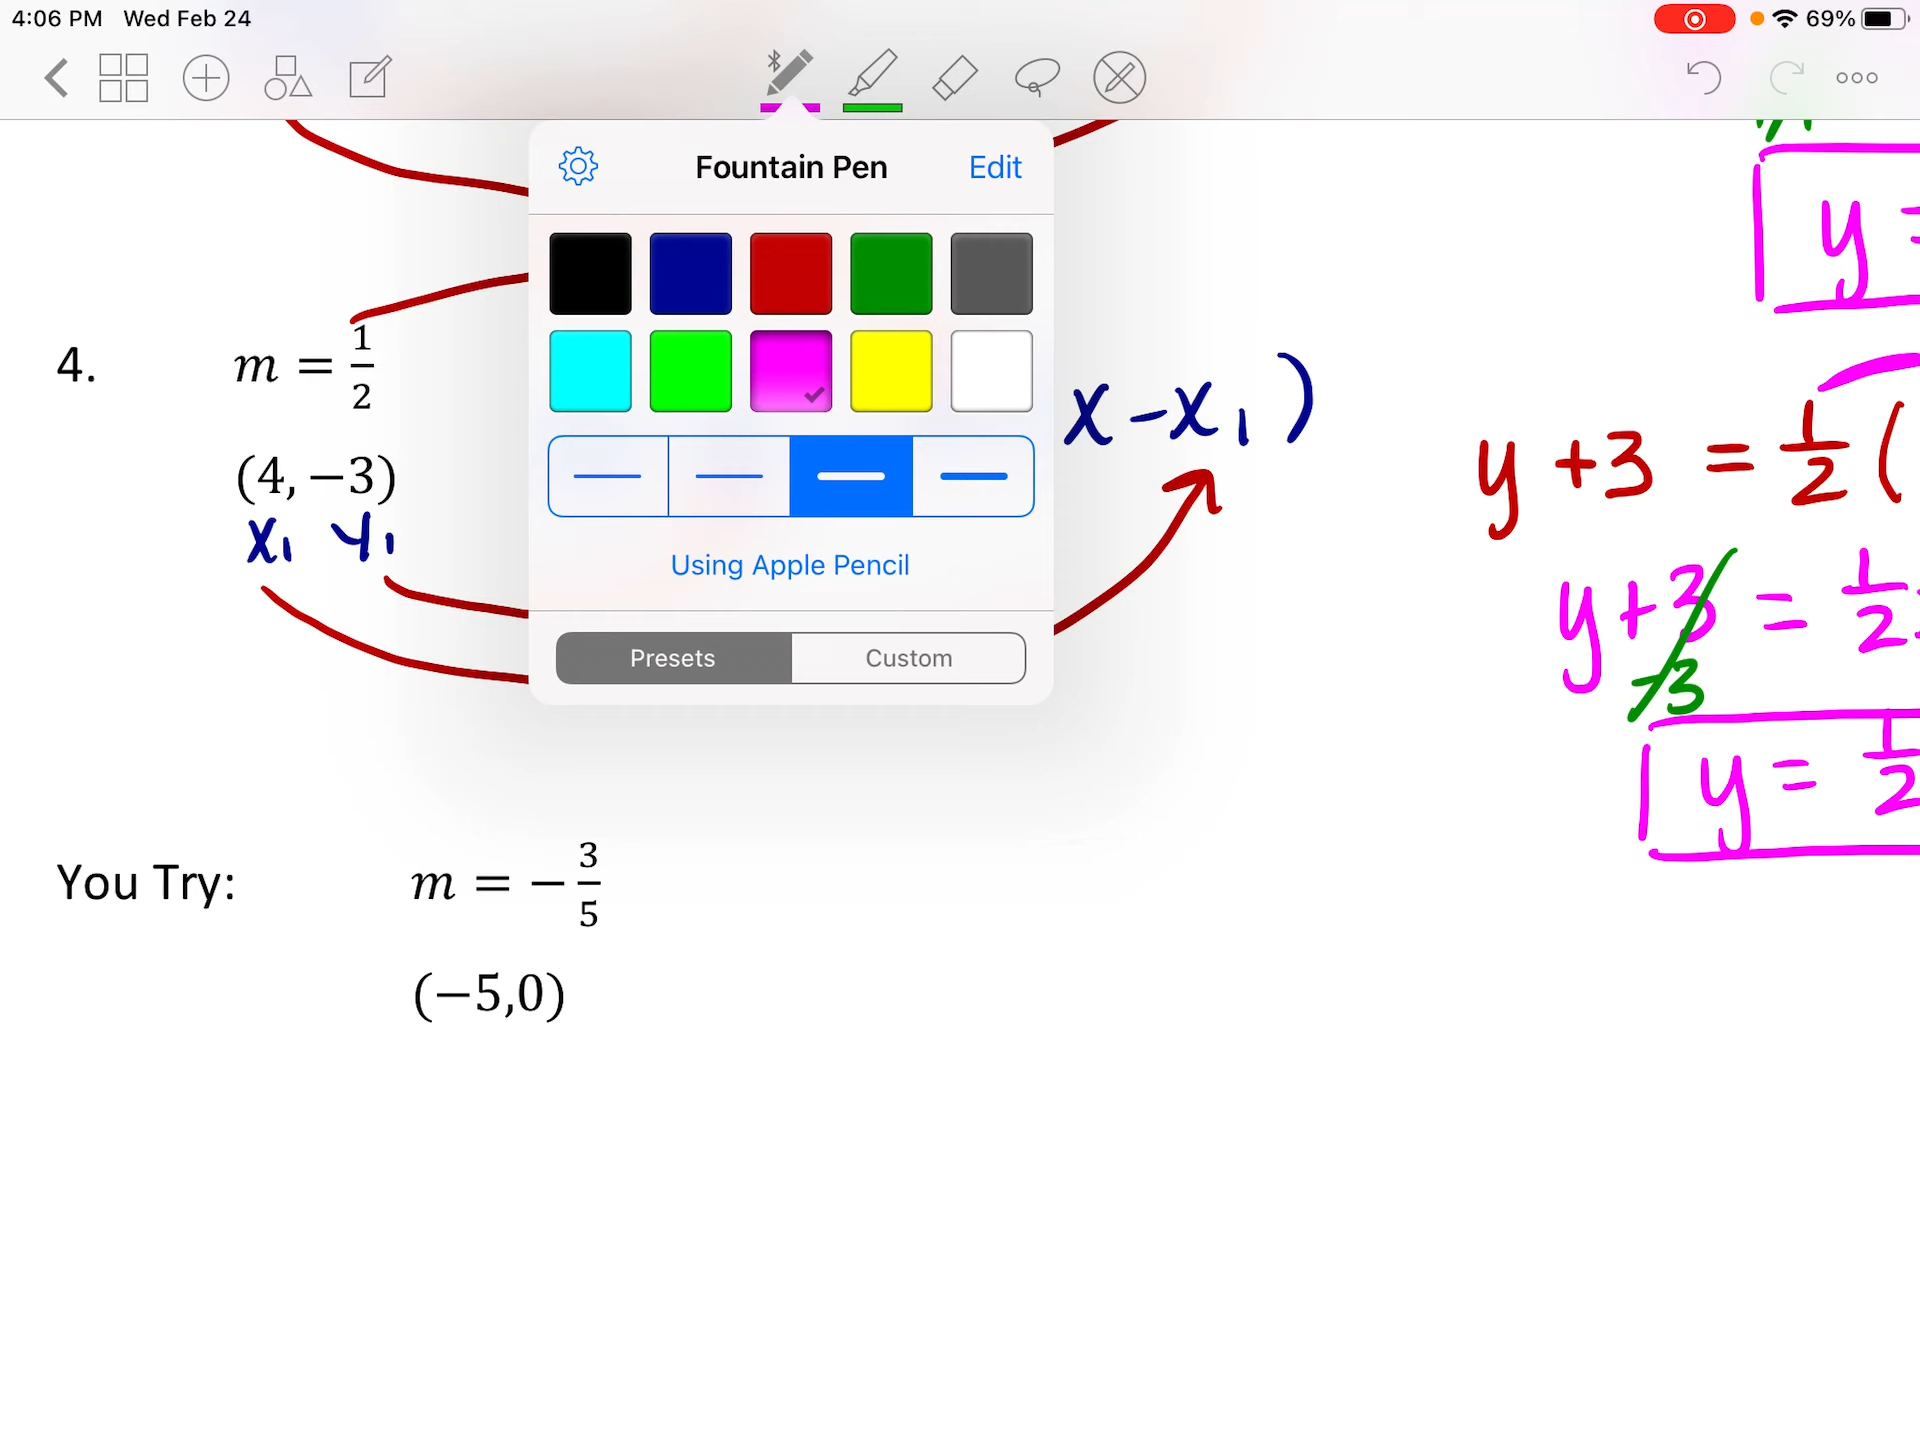 4:06 PM Wed Feb 24
69%
Fountain Pen
Edit
y =
4.
m = 1/2
x - x₁ )
y + 3 = 1/2 (
(4, −3)
x₁ y₁
Using Apple Pencil
y + 3 = 1/2
- 3
Presets
Custom
y = 1/2
You Try:
m = − 3/5
(−5,0)